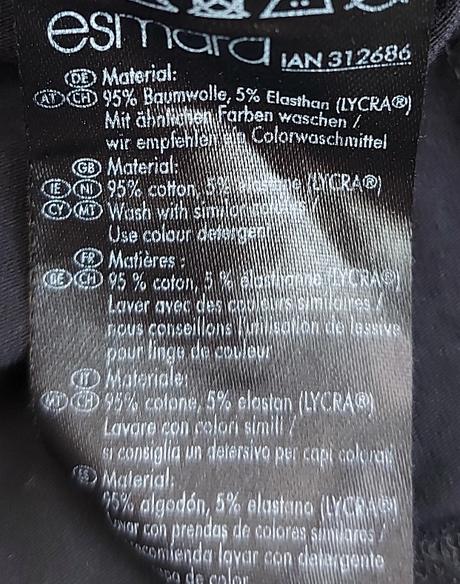 esmara IAN 312686
DE Material:
AT CH 95% Baumwolle, 5% Elasthan (LYCRA®)
Mit ähnlichen Farben waschen /
wir empfehlen ein Colorwaschmittel
GB Material:
IE NI 95% cotton, 5% elastane (LYCRA®)
CY MT Wash with similar
Use colour detergent
FR Matières :
BE CH 95 % coton, 5 % élasthanne (LYCRA®)
Laver avec des couleurs similaires /
nous conseillons l'utilisation de lessive
pour linge de couleur
IT Materiale:
MT CH 95% cotone, 5% elastan (LYCRA®)
Lavare con colori simili /
si consiglia un detersivo per capi colorati
ES Material:
95% algodón, 5% elastano (LYCRA®)
con prendas de colores similares /
lavar con detergente
de color